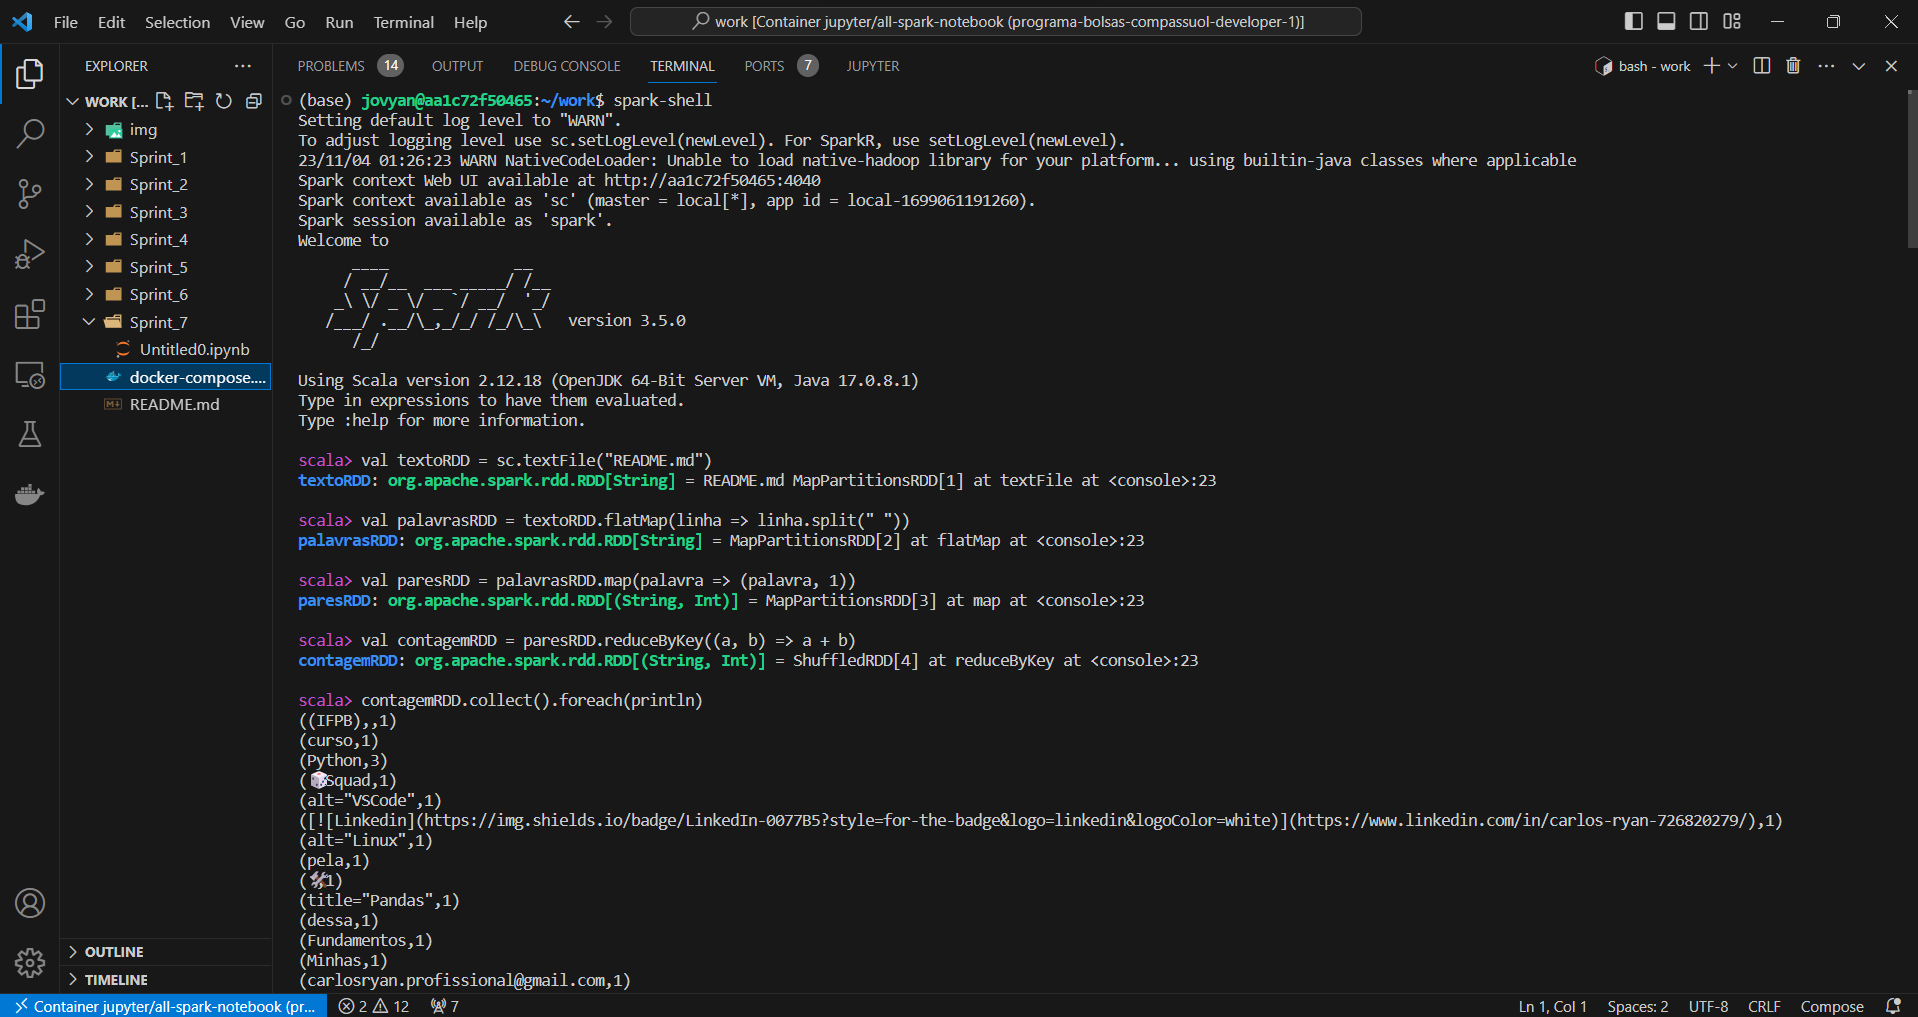 File Edit Selection View Go Run Terminal Help
work [Container jupyter/all-spark-notebook (programa-bolsas-compassuol-developer-1)]
EXPLORER
WORK [...
img
Sprint_1
Sprint_2
Sprint_3
Sprint_4
Sprint_5
Sprint_6
Sprint_7
Untitled0.ipynb
docker-compose....
README.md
OUTLINE
TIMELINE
PROBLEMS 14 OUTPUT DEBUG CONSOLE TERMINAL PORTS 7 JUPYTER
bash - work
(base) jovyan@aa1c72f50465:~/work$ spark-shell
Setting default log level to "WARN".
To adjust logging level use sc.setLogLevel(newLevel). For SparkR, use setLogLevel(newLevel).
23/11/04 01:26:23 WARN NativeCodeLoader: Unable to load native-hadoop library for your platform... using builtin-java classes where applicable
Spark context Web UI available at http://aa1c72f50465:4040
Spark context available as 'sc' (master = local[*], app id = local-1699061191260).
Spark session available as 'spark'.
Welcome to
      ____              __
     / __/__  ___ _____/ /__
    _\ \/ _ \/ _ `/ __/  '_/
   /___/ .__/\_,_/_/ /_/\_\   version 3.5.0
      /_/
Using Scala version 2.12.18 (OpenJDK 64-Bit Server VM, Java 17.0.8.1)
Type in expressions to have them evaluated.
Type :help for more information.
scala> val textoRDD = sc.textFile("README.md")
textoRDD: org.apache.spark.rdd.RDD[String] = README.md MapPartitionsRDD[1] at textFile at <console>:23
scala> val palavrasRDD = textoRDD.flatMap(linha => linha.split(" "))
palavrasRDD: org.apache.spark.rdd.RDD[String] = MapPartitionsRDD[2] at flatMap at <console>:23
scala> val paresRDD = palavrasRDD.map(palavra => (palavra, 1))
paresRDD: org.apache.spark.rdd.RDD[(String, Int)] = MapPartitionsRDD[3] at map at <console>:23
scala> val contagemRDD = paresRDD.reduceByKey((a, b) => a + b)
contagemRDD: org.apache.spark.rdd.RDD[(String, Int)] = ShuffledRDD[4] at reduceByKey at <console>:23
scala> contagemRDD.collect().foreach(println)
((IFPB),,1)
(curso,1)
(Python,3)
(🎲Squad,1)
(alt="VSCode",1)
([![Linkedin](https://img.shields.io/badge/LinkedIn-0077B5?style=for-the-badge&logo=linkedin&logoColor=white)](https://www.linkedin.com/in/carlos-ryan-726820279/),1)
(alt="Linux",1)
(pela,1)
(🛠,1)
(title="Pandas",1)
(dessa,1)
(Fundamentos,1)
(Minhas,1)
(carlosryan.profissional@gmail.com,1)
Container jupyter/all-spark-notebook (pr... 2 12 7 Ln 1, Col 1 Spaces: 2 UTF-8 CRLF Compose